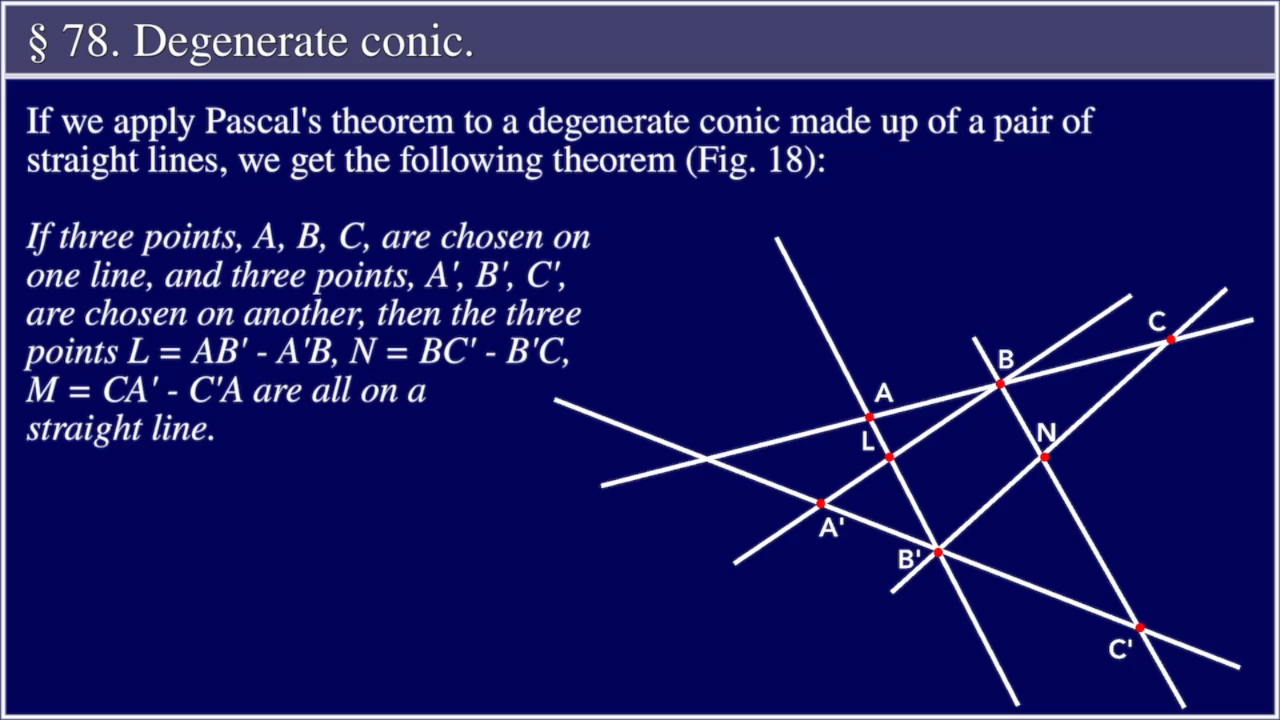 § 78. Degenerate conic.
If we apply Pascal's theorem to a degenerate conic made up of a pair of
straight lines, we get the following theorem (Fig. 18):
If three points, A, B, C, are chosen on
one line, and three points, A', B', C',
are chosen on another, then the three
points L = AB' - A'B, N = BC' - B'C,
M = CA' - C'A are all on a
straight line.
C
B
A
L
N
A'
B'
C'